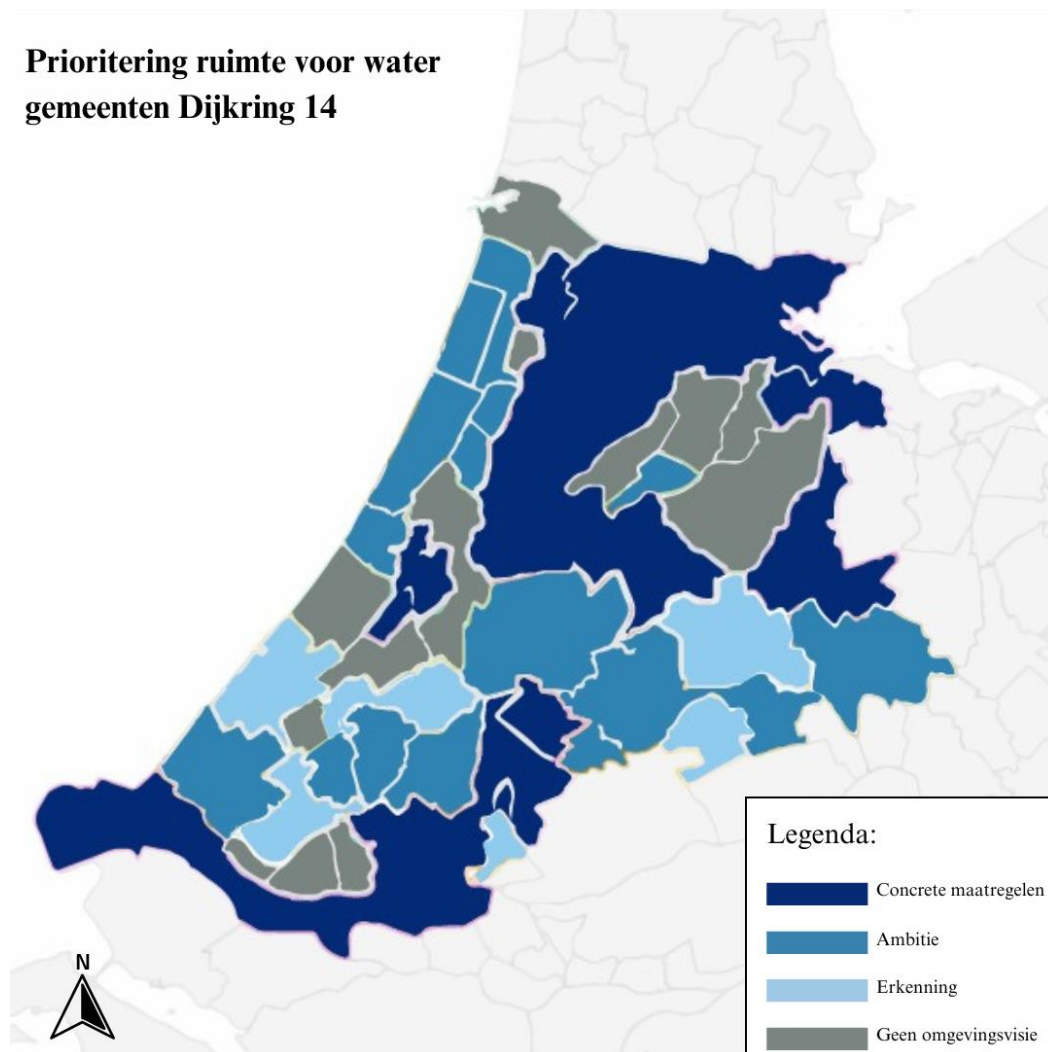 Prioritering ruimte voor water
gemeenten Dijkring 14
Legenda:
Concrete maatregelen
Ambitie
Erkenning
Geen omgevingsvisie
N